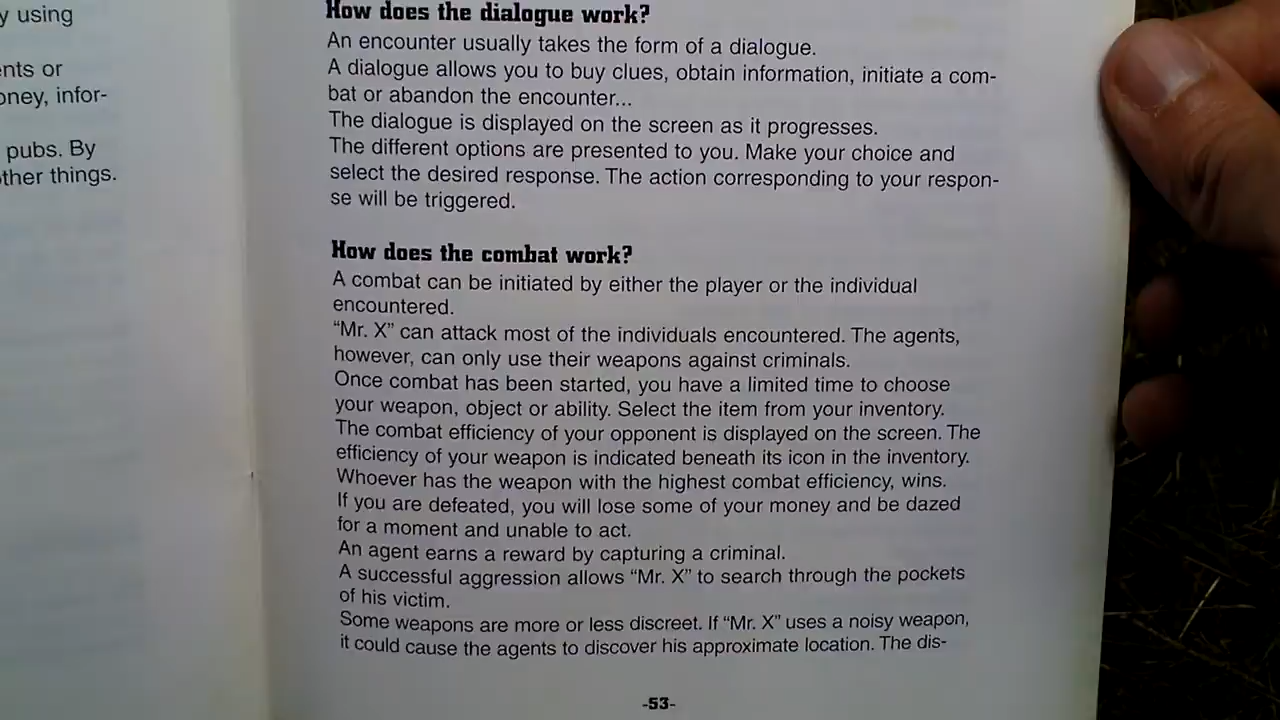 y using
ents or
oney, infor-
pubs. By
other things.
How does the dialogue work?
An encounter usually takes the form of a dialogue.
A dialogue allows you to buy clues, obtain information, initiate a com-
bat or abandon the encounter...
The dialogue is displayed on the screen as it progresses.
The different options are presented to you. Make your choice and
select the desired response. The action corresponding to your respon-
se will be triggered.
How does the combat work?
A combat can be initiated by either the player or the individual
encountered.
“Mr. X” can attack most of the individuals encountered. The agents,
however, can only use their weapons against criminals.
Once combat has been started, you have a limited time to choose
your weapon, object or ability. Select the item from your inventory.
The combat efficiency of your opponent is displayed on the screen. The
efficiency of your weapon is indicated beneath its icon in the inventory.
Whoever has the weapon with the highest combat efficiency, wins.
If you are defeated, you will lose some of your money and be dazed
for a moment and unable to act.
An agent earns a reward by capturing a criminal.
A successful aggression allows “Mr. X” to search through the pockets
of his victim.
Some weapons are more or less discreet. If “Mr. X” uses a noisy weapon,
it could cause the agents to discover his approximate location. The dis-
-53-